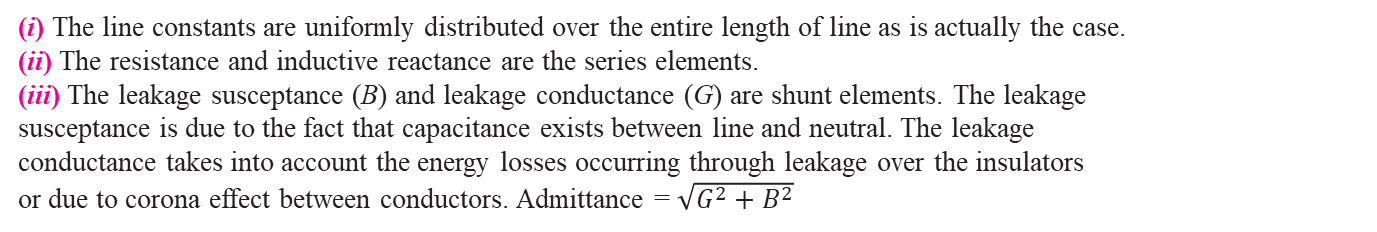 (i) The line constants are uniformly distributed over the entire length of line as is actually the case.
(ii) The resistance and inductive reactance are the series elements.
(iii) The leakage susceptance (B) and leakage conductance (G) are shunt elements. The leakage
susceptance is due to the fact that capacitance exists between line and neutral. The leakage
conductance takes into account the energy losses occurring through leakage over the insulators
or due to corona effect between conductors. Admittance = √G² + B²